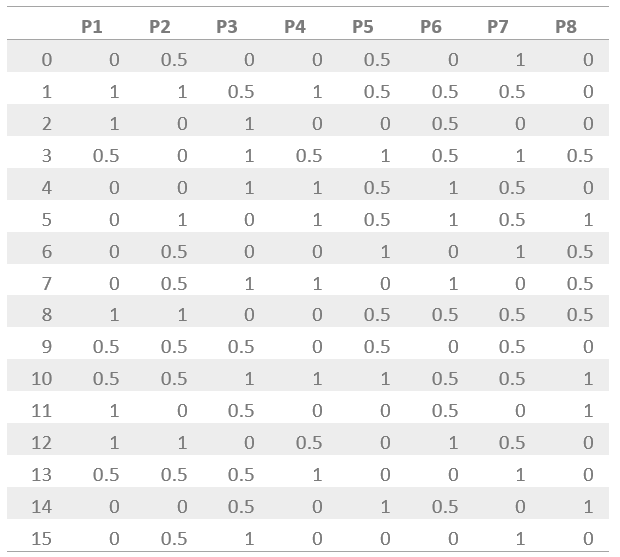 P1 P2 P3 P4 P5 P6 P7 P8
0 0 0.5 0 0 0.5 0 1 0
1 1 1 0.5 1 0.5 0.5 0.5 0
2 1 0 1 0 0 0.5 0 0
3 0.5 0 1 0.5 1 0.5 1 0.5
4 0 0 1 1 0.5 1 0.5 0
5 0 1 0 1 0.5 1 0.5 1
6 0 0.5 0 0 1 0 1 0.5
7 0 0.5 1 1 0 1 0 0.5
8 1 1 0 0 0.5 0.5 0.5 0.5
9 0.5 0.5 0.5 0 0.5 0 0.5 0
10 0.5 0.5 1 1 1 0.5 0.5 1
11 1 0 0.5 0 0 0.5 0 1
12 1 1 0 0.5 0 1 0.5 0
13 0.5 0.5 0.5 1 0 0 1 0
14 0 0 0.5 0 1 0.5 0 1
15 0 0.5 1 0 0 0 1 0